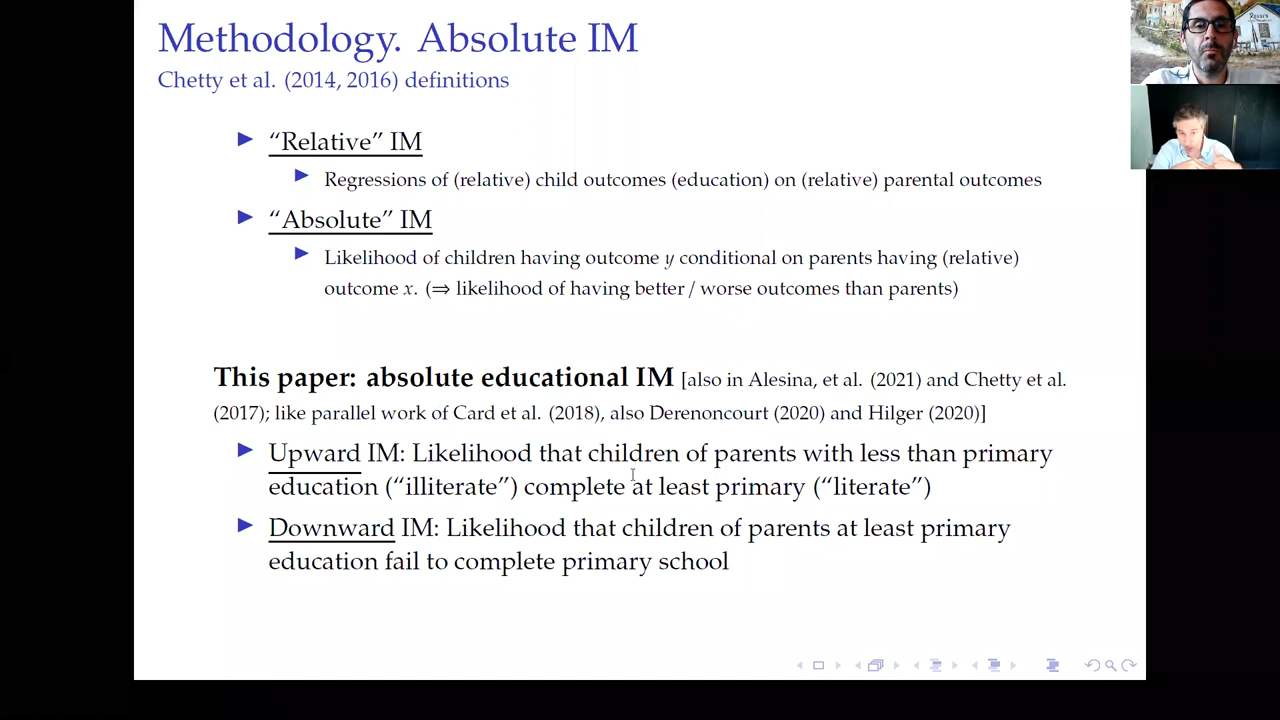 Methodology. Absolute IM
Chetty et al. (2014, 2016) definitions
“Relative” IM
Regressions of (relative) child outcomes (education) on (relative) parental outcomes
“Absolute” IM
Likelihood of children having outcome y conditional on parents having (relative)
outcome x. (⇒ likelihood of having better / worse outcomes than parents)
This paper: absolute educational IM [also in Alesina, et al. (2021) and Chetty et al.
(2017); like parallel work of Card et al. (2018), also Derenoncourt (2020) and Hilger (2020)]
Upward IM: Likelihood that children of parents with less than primary
education (“illiterate”) complete at least primary (“literate”)
Downward IM: Likelihood that children of parents at least primary
education fail to complete primary school